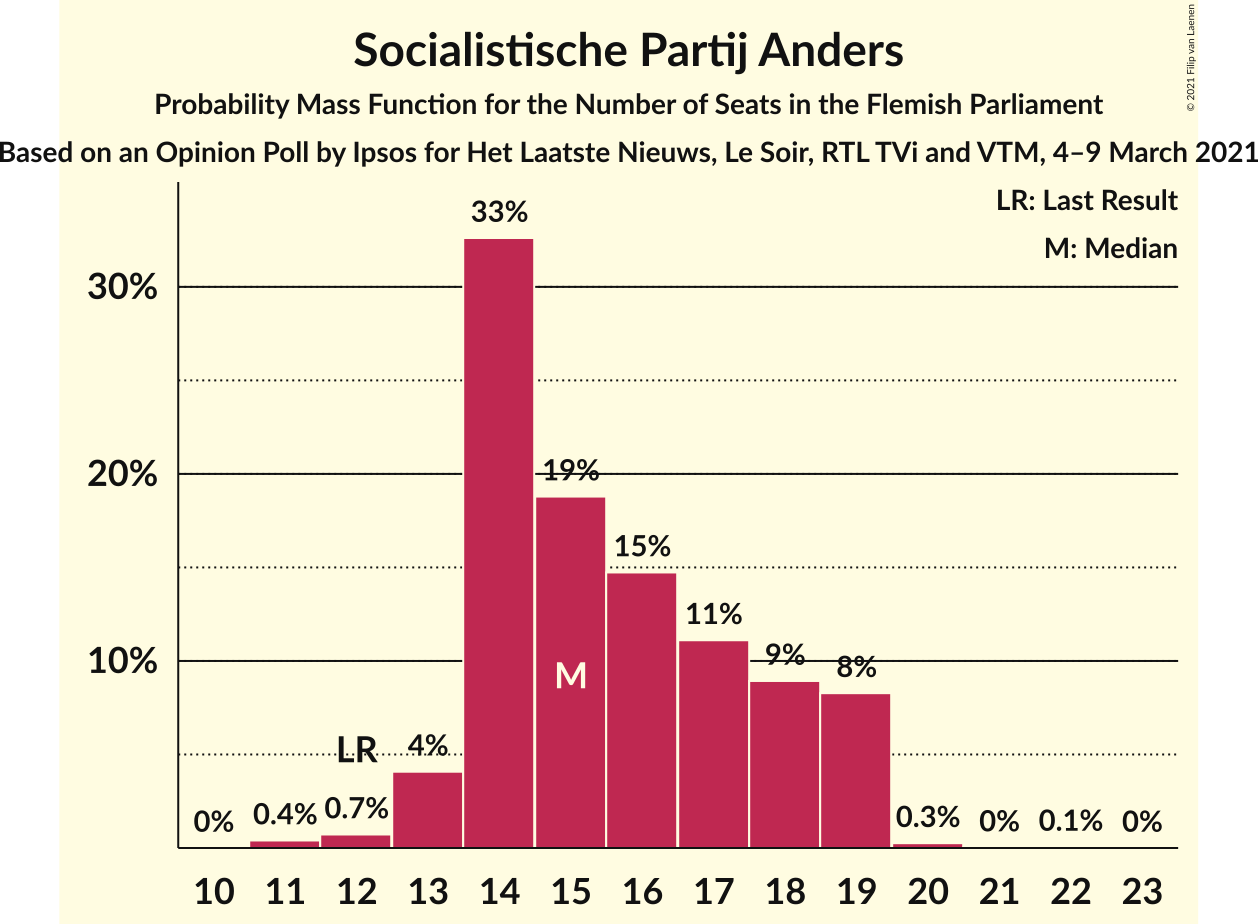 Socialistische Partij Anders
Probability Mass Function for the Number of Seats in the Flemish Parliament
Based on an Opinion Poll by Ipsos for Het Laatste Nieuws, Le Soir, RTL TVi and VTM, 4–9 March 2021
© 2021 Filip van Laenen
LR: Last Result
M: Median
33%
30%
20%
19%
15%
11%
10%
9%
8%
M
LR
4%
0%
0.4%
0.7%
0.3%
0%
0.1%
0%
10 11 12 13 14 15 16 17 18 19 20 21 22 23